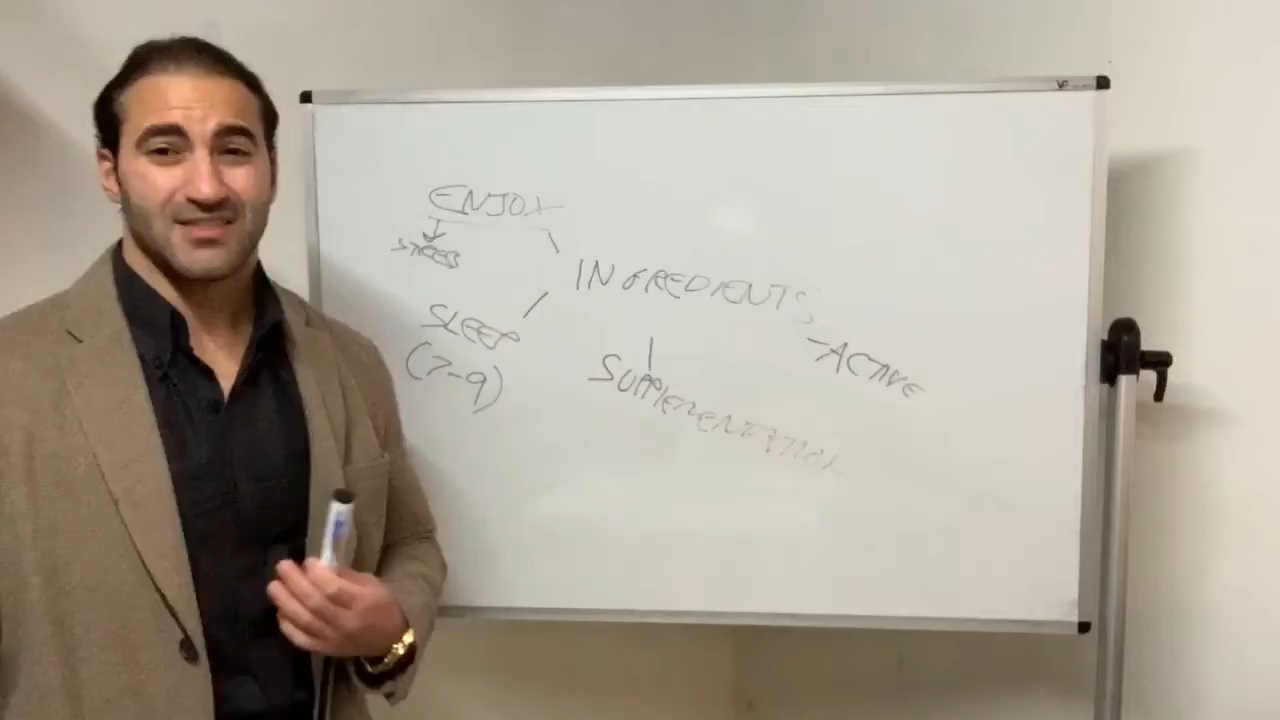 ENJOY
STRESS
INGREDIENTS
SLEEP
(7-9)
-ACTIVE
SUPPLEMENTATION